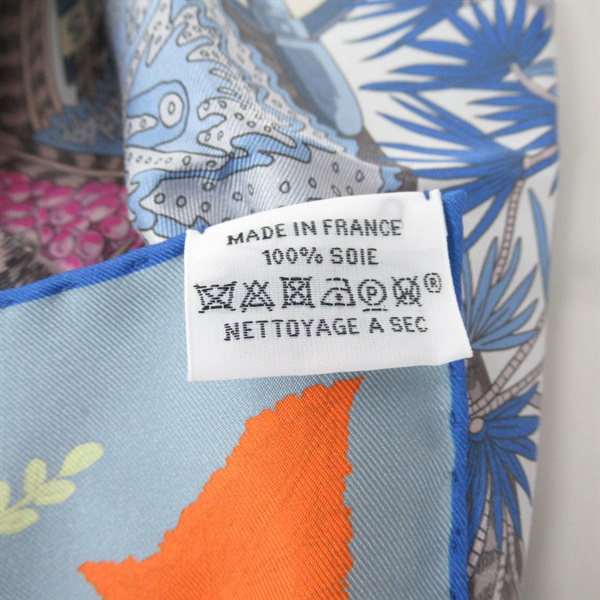 MADE IN FRANCE
100% SOIE
P ®
NETTOYAGE A SEC